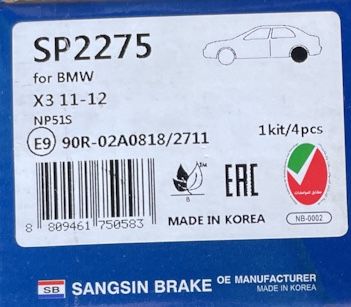 SP2275
for BMW
X3 11-12
NP51S
E9 90R-02A0818/2711
1kit/4pcs
B
EAC
8 809461 750583
MADE IN KOREA
NB-0002
SB SANGSIN BRAKE OE MANUFACTURER
MADE IN KOREA